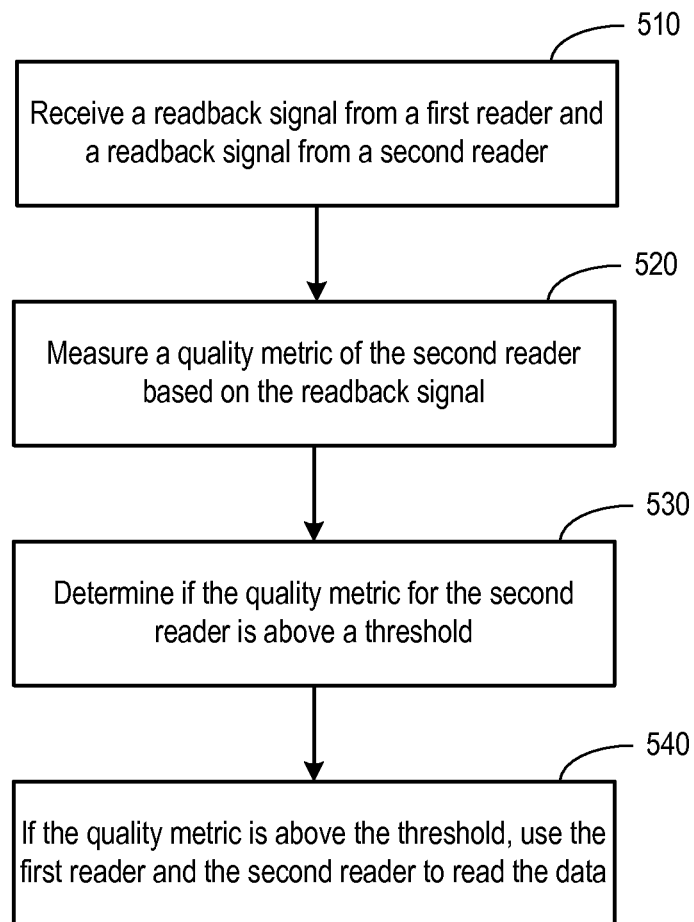 510
Receive a readback signal from a first reader and
a readback signal from a second reader
520
Measure a quality metric of the second reader
based on the readback signal
530
Determine if the quality metric for the second
reader is above a threshold
540
If the quality metric is above the threshold, use the
first reader and the second reader to read the data